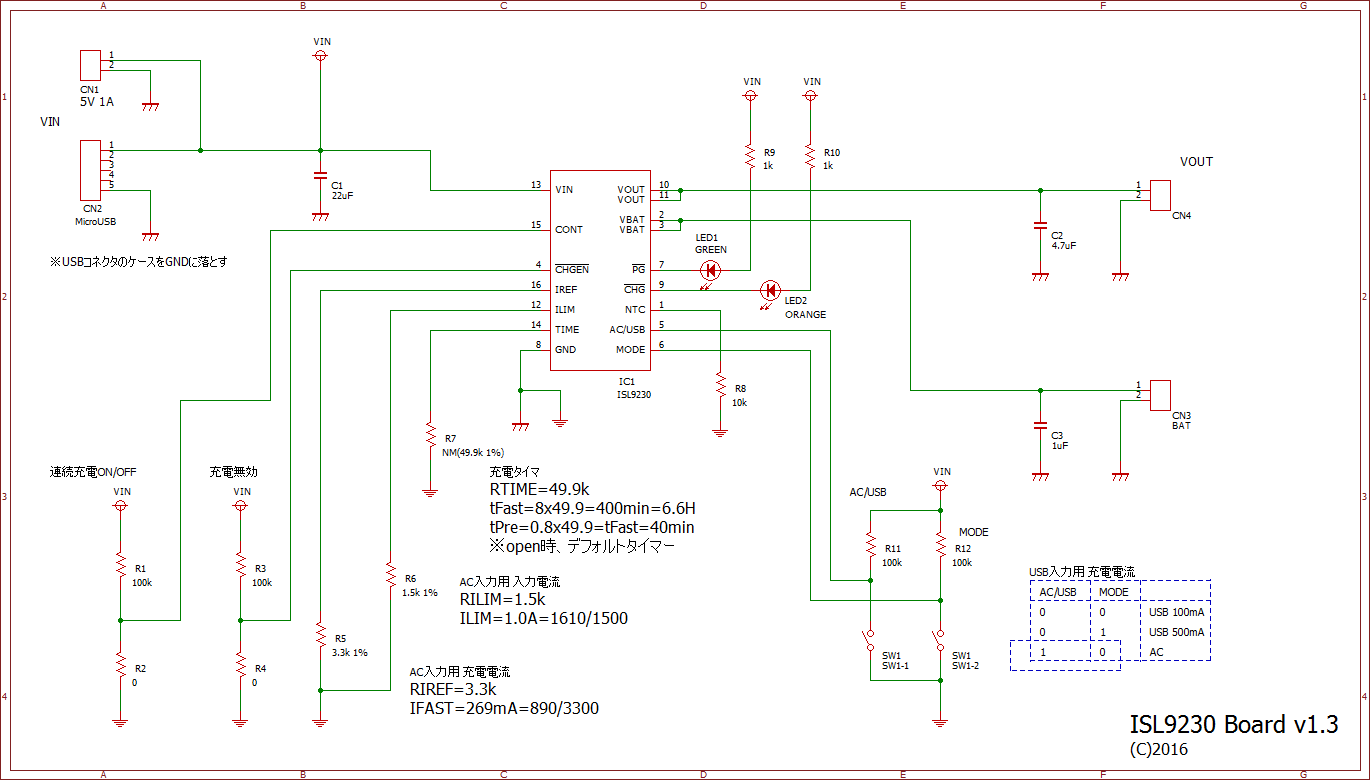 A B C D E F G
1
2
3
4
CN1
5V 1A
1
2
VIN
CN2
MicroUSB
1
2
3
4
5
※USBコネクタのケースをGNDに落とす
VIN
C1
22uF
13 VIN
15 CONT
4 CHGEN
16 IREF
12 ILIM
14 TIME
8 GND
VOUT 10
VOUT 11
VBAT 2
VBAT 3
PG 7
CHG 9
NTC 1
AC/USB 5
MODE 6
IC1
ISL9230
VIN
VIN
R9
1k
R10
1k
LED1
GREEN
LED2
ORANGE
R8
10k
VOUT
1
2
CN4
C2
4.7uF
1
2
CN3
BAT
C3
1uF
R7
NM(49.9k 1%)
連続充電ON/OFF
VIN
R1
100k
R2
0
充電無効
VIN
R3
100k
R4
0
充電タイマ
RTIME=49.9k
tFast=8x49.9=400min=6.6H
tPre=0.8x49.9=tFast=40min
※open時、デフォルトタイマー
R6
1.5k 1%
AC入力用 入力電流
RILIM=1.5k
ILIM=1.0A=1610/1500
R5
3.3k 1%
AC入力用 充電電流
RIREF=3.3k
IFAST=269mA=890/3300
VIN
AC/USB
MODE
R11
100k
R12
100k
SW1
SW1-1
SW1
SW1-2
USB入力用 充電電流
AC/USB MODE
0 0 USB 100mA
0 1 USB 500mA
1 0 AC
ISL9230 Board v1.3
(C)2016
1
2
3
4
A B C D E F G